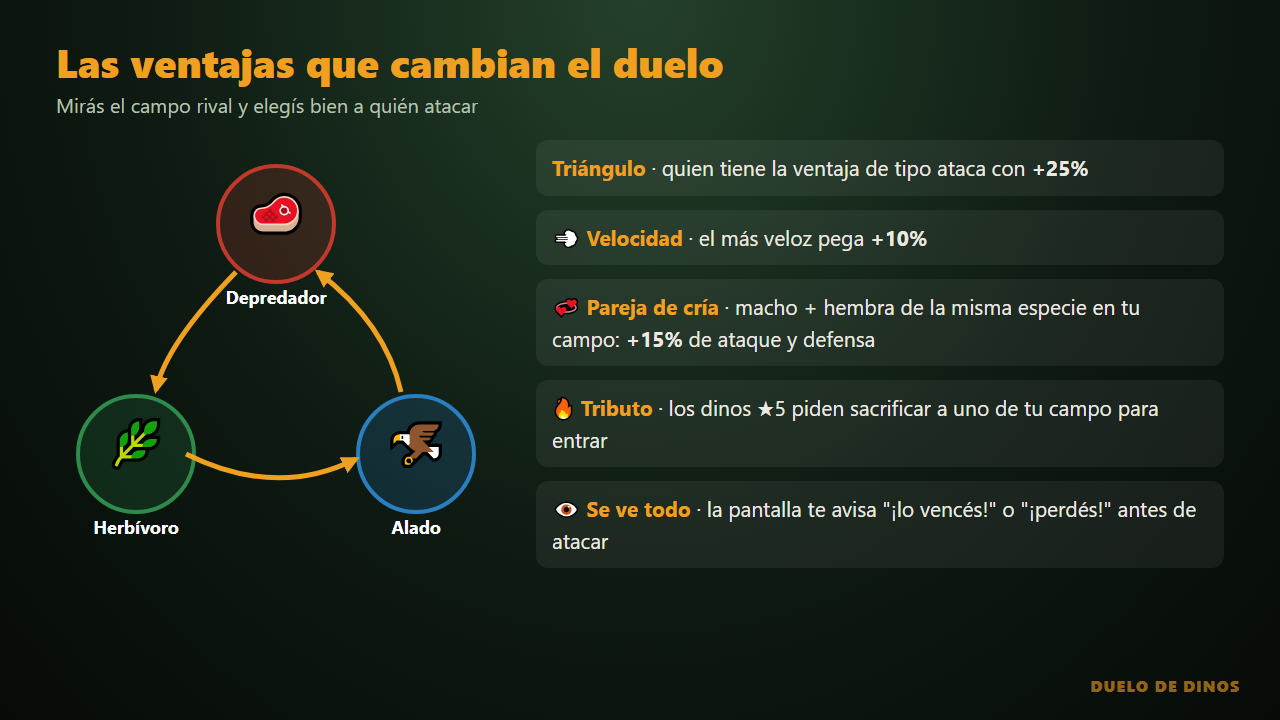 Las ventajas que cambian el duelo
Mirás el campo rival y elegís bien a quién atacar
Depredador
Herbívoro
Alado
Triángulo · quien tiene la ventaja de tipo ataca con +25%
Velocidad · el más veloz pega +10%
Pareja de cría · macho + hembra de la misma especie en tu
campo: +15% de ataque y defensa
Tributo · los dinos ★5 piden sacrificar a uno de tu campo para
entrar
Se ve todo · la pantalla te avisa "¡lo vencés!" o "¡perdés!" antes de
atacar
DUELO DE DINOS